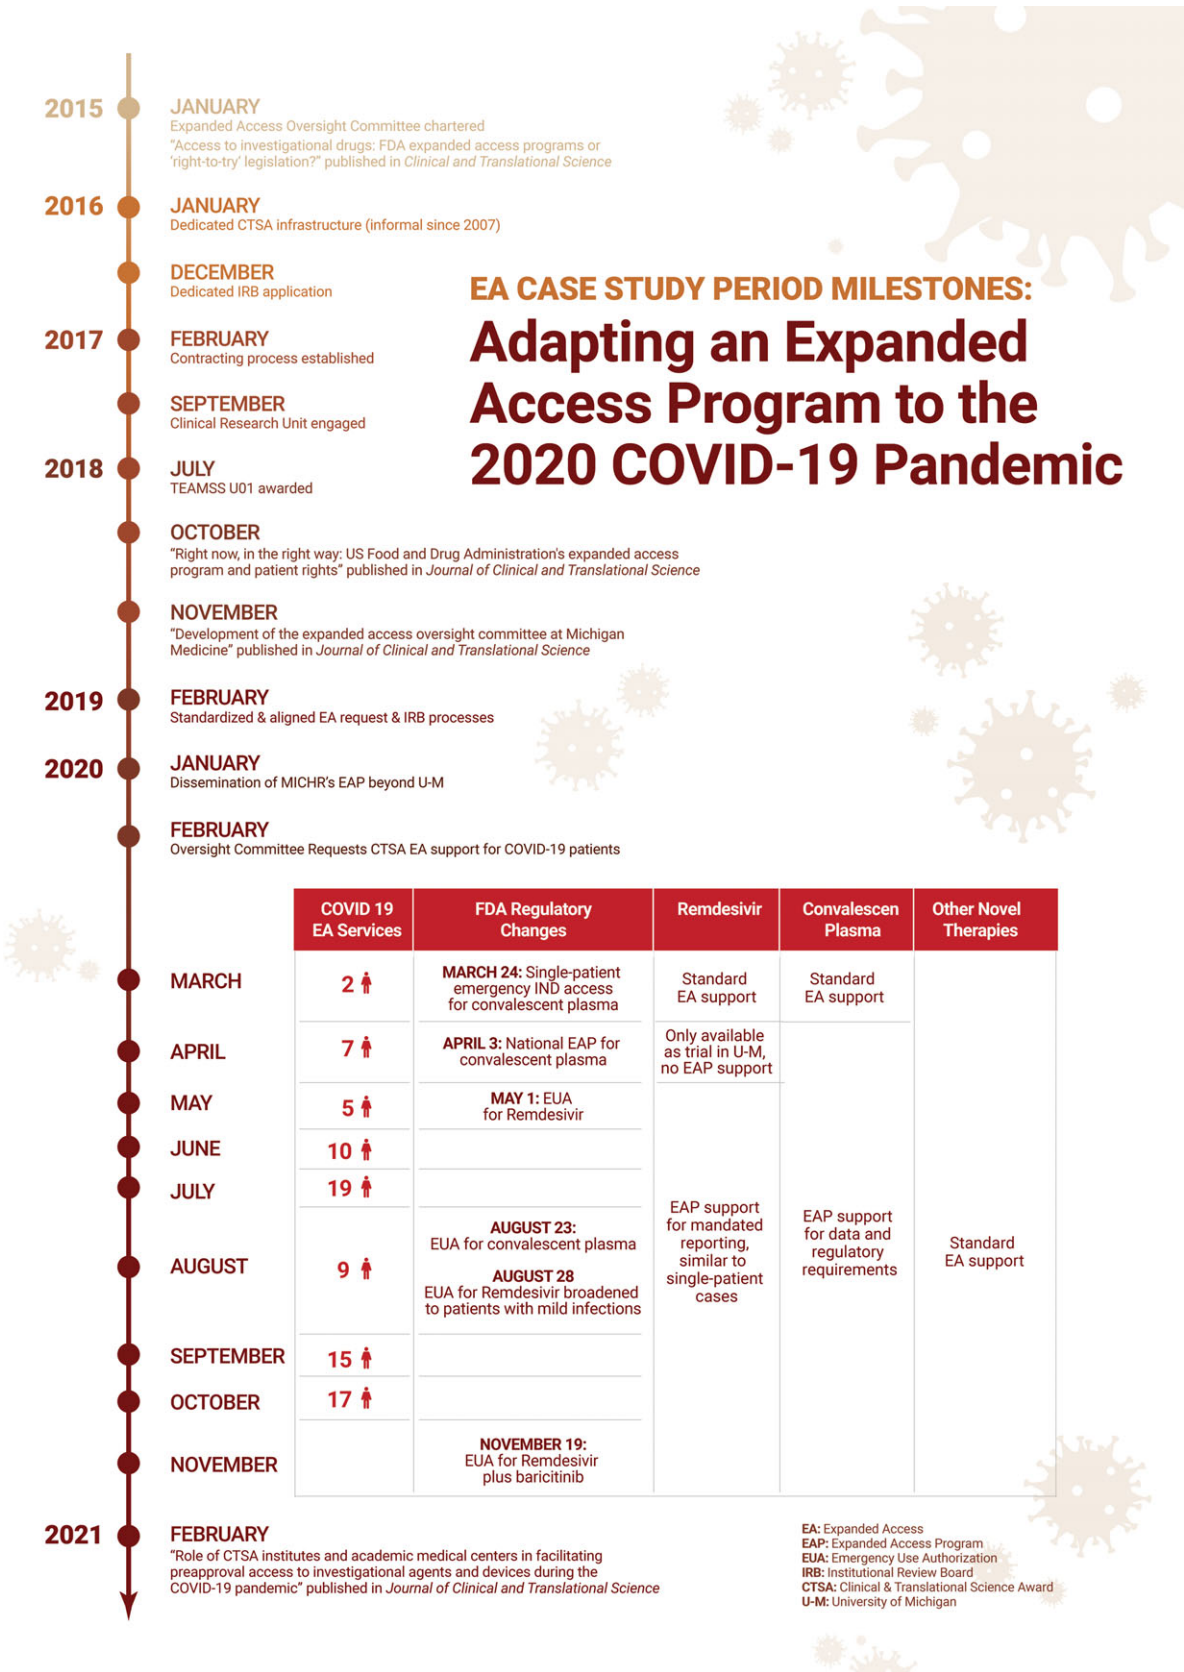 2015
JANUARY
Expanded Access Oversight Committee chartered
“Access to investigational drugs: FDA expanded access programs or
‘right-to-try’ legislation?” published in Clinical and Translational Science
2016
JANUARY
Dedicated CTSA infrastructure (informal since 2007)
DECEMBER
Dedicated IRB application
EA CASE STUDY PERIOD MILESTONES:
Adapting an Expanded
Access Program to the
2020 COVID-19 Pandemic
2017
FEBRUARY
Contracting process established
SEPTEMBER
Clinical Research Unit engaged
2018
JULY
TEAMSS U01 awarded
OCTOBER
“Right now, in the right way: US Food and Drug Administration's expanded access
program and patient rights” published in Journal of Clinical and Translational Science
NOVEMBER
“Development of the expanded access oversight committee at Michigan
Medicine” published in Journal of Clinical and Translational Science
2019
FEBRUARY
Standardized & aligned EA request & IRB processes
2020
JANUARY
Dissemination of MICHR's EAP beyond U-M
FEBRUARY
Oversight Committee Requests CTSA EA support for COVID-19 patients
COVID 19
EA Services
FDA Regulatory
Changes
Remdesivir
Convalescen
Plasma
Other Novel
Therapies
MARCH
2
MARCH 24: Single-patient
emergency IND access
for convalescent plasma
Standard
EA support
Standard
EA support
APRIL
7
APRIL 3: National EAP for
convalescent plasma
Only available
as trial in U-M,
no EAP support
MAY
5
MAY 1: EUA
for Remdesivir
JUNE
10
JULY
19
AUGUST
9
AUGUST 23:
EUA for convalescent plasma
AUGUST 28
EUA for Remdesivir broadened
to patients with mild infections
EAP support
for mandated
reporting,
similar to
single-patient
cases
EAP support
for data and
regulatory
requirements
Standard
EA support
SEPTEMBER
15
OCTOBER
17
NOVEMBER
NOVEMBER 19:
EUA for Remdesivir
plus baricitinib
2021
FEBRUARY
“Role of CTSA institutes and academic medical centers in facilitating
preapproval access to investigational agents and devices during the
COVID-19 pandemic” published in Journal of Clinical and Translational Science
EA: Expanded Access
EAP: Expanded Access Program
EUA: Emergency Use Authorization
IRB: Institutional Review Board
CTSA: Clinical & Translational Science Award
U-M: University of Michigan